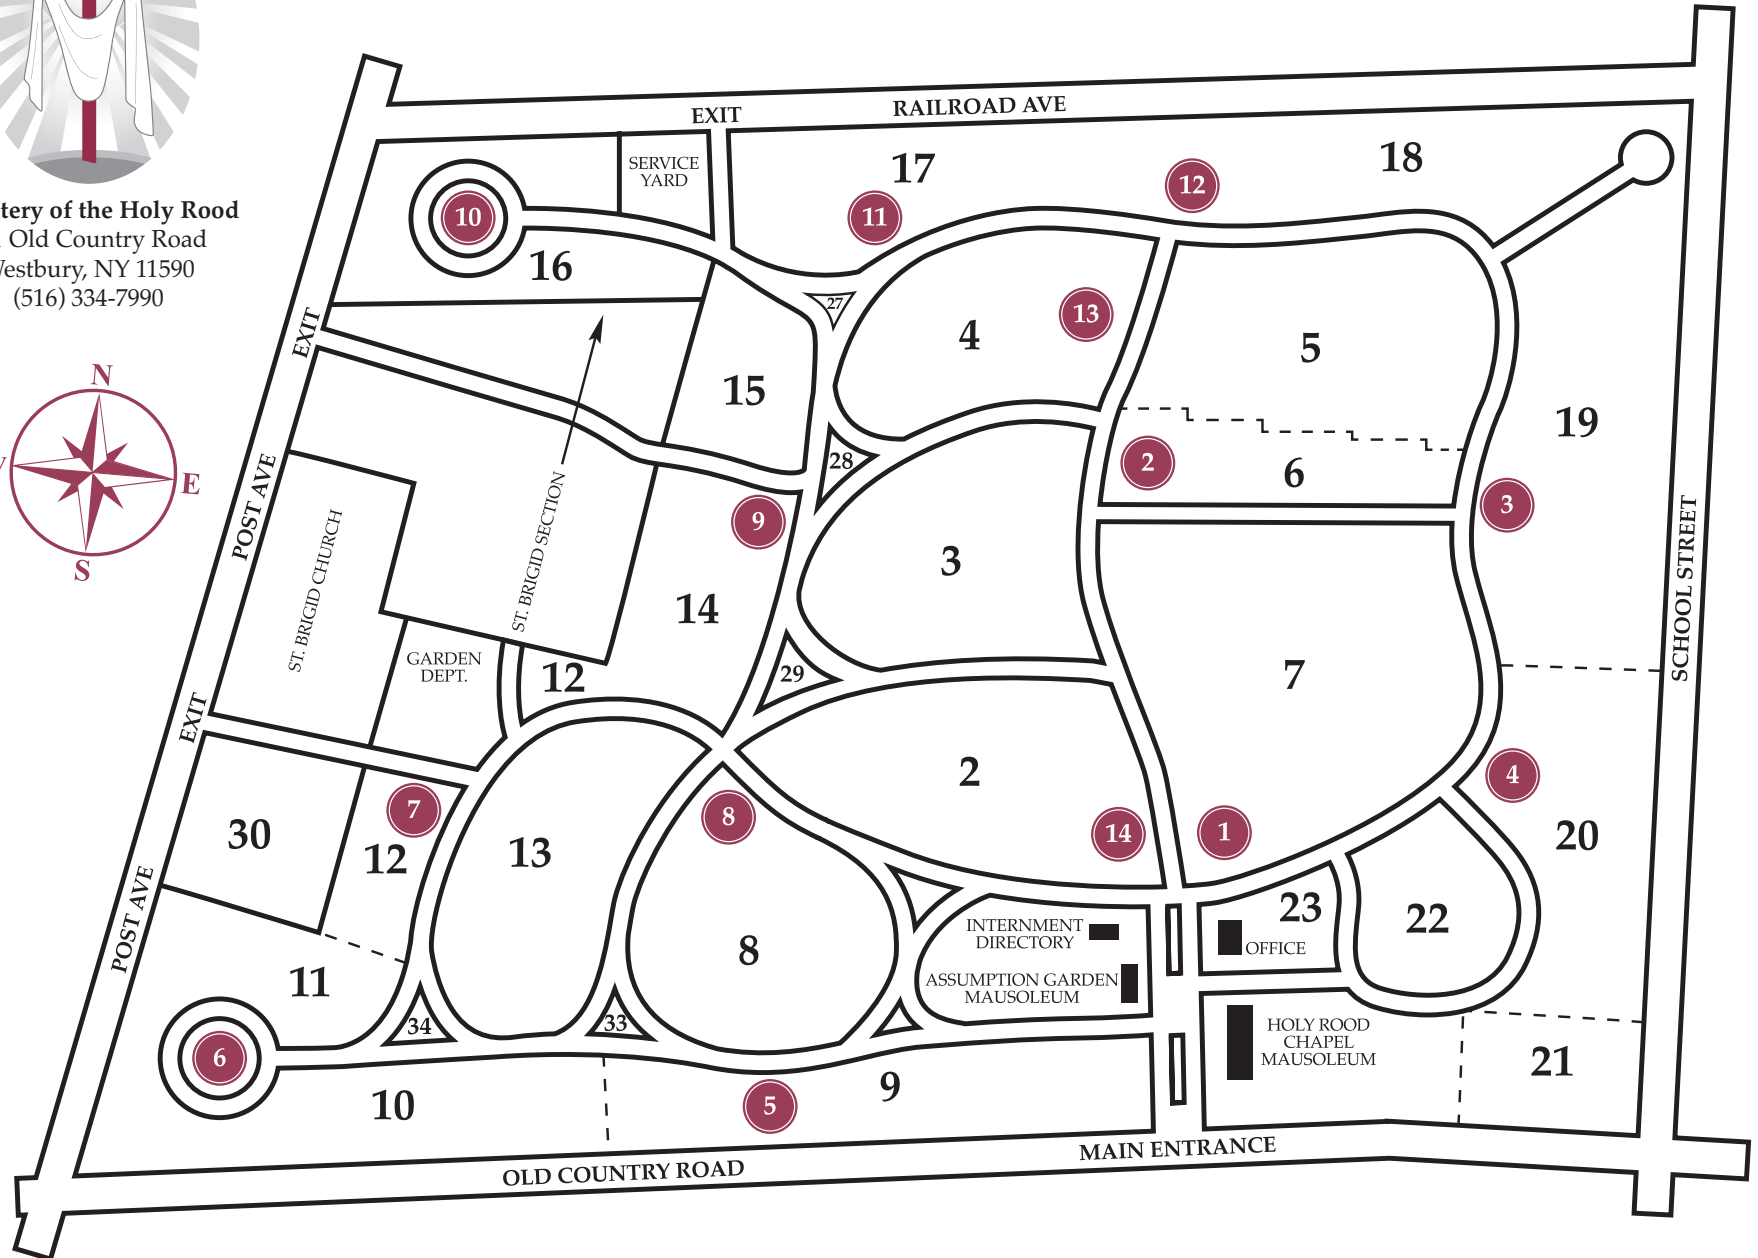 tery of the Holy Rood
Old Country Road
estbury, NY 11590
(516) 334-7990
N
E
S
EXIT
RAILROAD AVE
SERVICE
YARD
17
18
12
10
11
16
27
13
4
5
EXIT
15
19
28
2
6
3
9
POST AVE
ST. BRIGID CHURCH
ST. BRIGID SECTION
3
14
SCHOOL STREET
GARDEN
DEPT.
12
29
7
EXIT
2
4
7
8
14
1
30
12
13
20
POST AVE
8
INTERNMENT
DIRECTORY
23
OFFICE
22
11
ASSUMPTION GARDEN
MAUSOLEUM
34
33
6
HOLY ROOD
CHAPEL
MAUSOLEUM
21
10
5
9
OLD COUNTRY ROAD
MAIN ENTRANCE